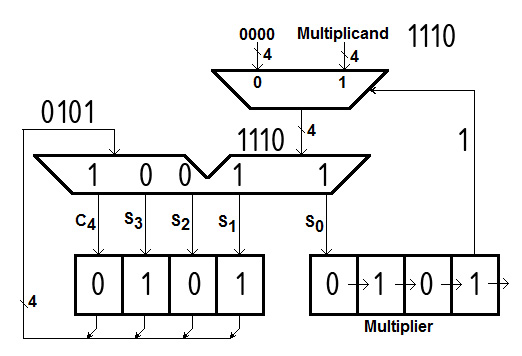 0000 Multiplicand 1110
4 4
0 1
0101 1110 4 1
1 0 0 1 1
C4 S3 S2 S1 S0
0 1 0 1 0 1 0 1
4
Multiplier